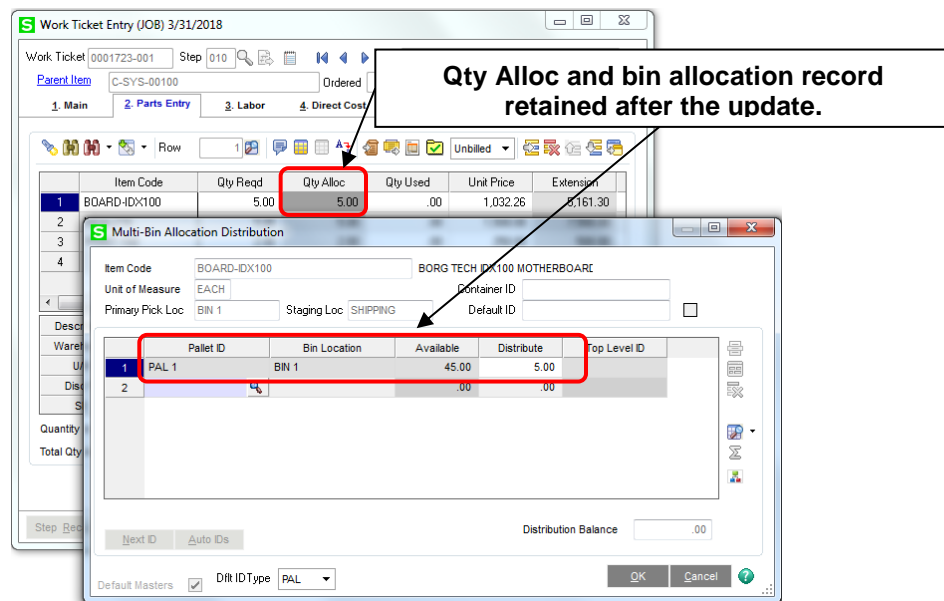 Work Ticket Entry (JOB) 3/31/2018
Work Ticket 0001723-001 Step 010
Parent Item C-SYS-00100 Ordered
1. Main 2. Parts Entry 3. Labor 4. Direct Cost
Qty Alloc and bin allocation record
retained after the update.
Row 1 Unbilled
Item Code Qty Reqd Qty Alloc Qty Used Unit Price Extension
1 BOARD-IDX100 5.00 5.00 .00 1,032.26 5,161.30
2
3
4
Quantity
Total Qty
Multi-Bin Allocation Distribution
Item Code BOARD-IDX100 BORG TECH IDX100 MOTHERBOARD
Unit of Measure EACH Container ID
Primary Pick Loc BIN 1 Staging Loc SHIPPING Default ID
Pallet ID Bin Location Available Distribute Top Level ID
1 PAL 1 BIN 1 45.00 5.00
2 .00 .00
Distribution Balance .00
Next ID Auto IDs
Default Masters Dflt ID Type PAL OK Cancel